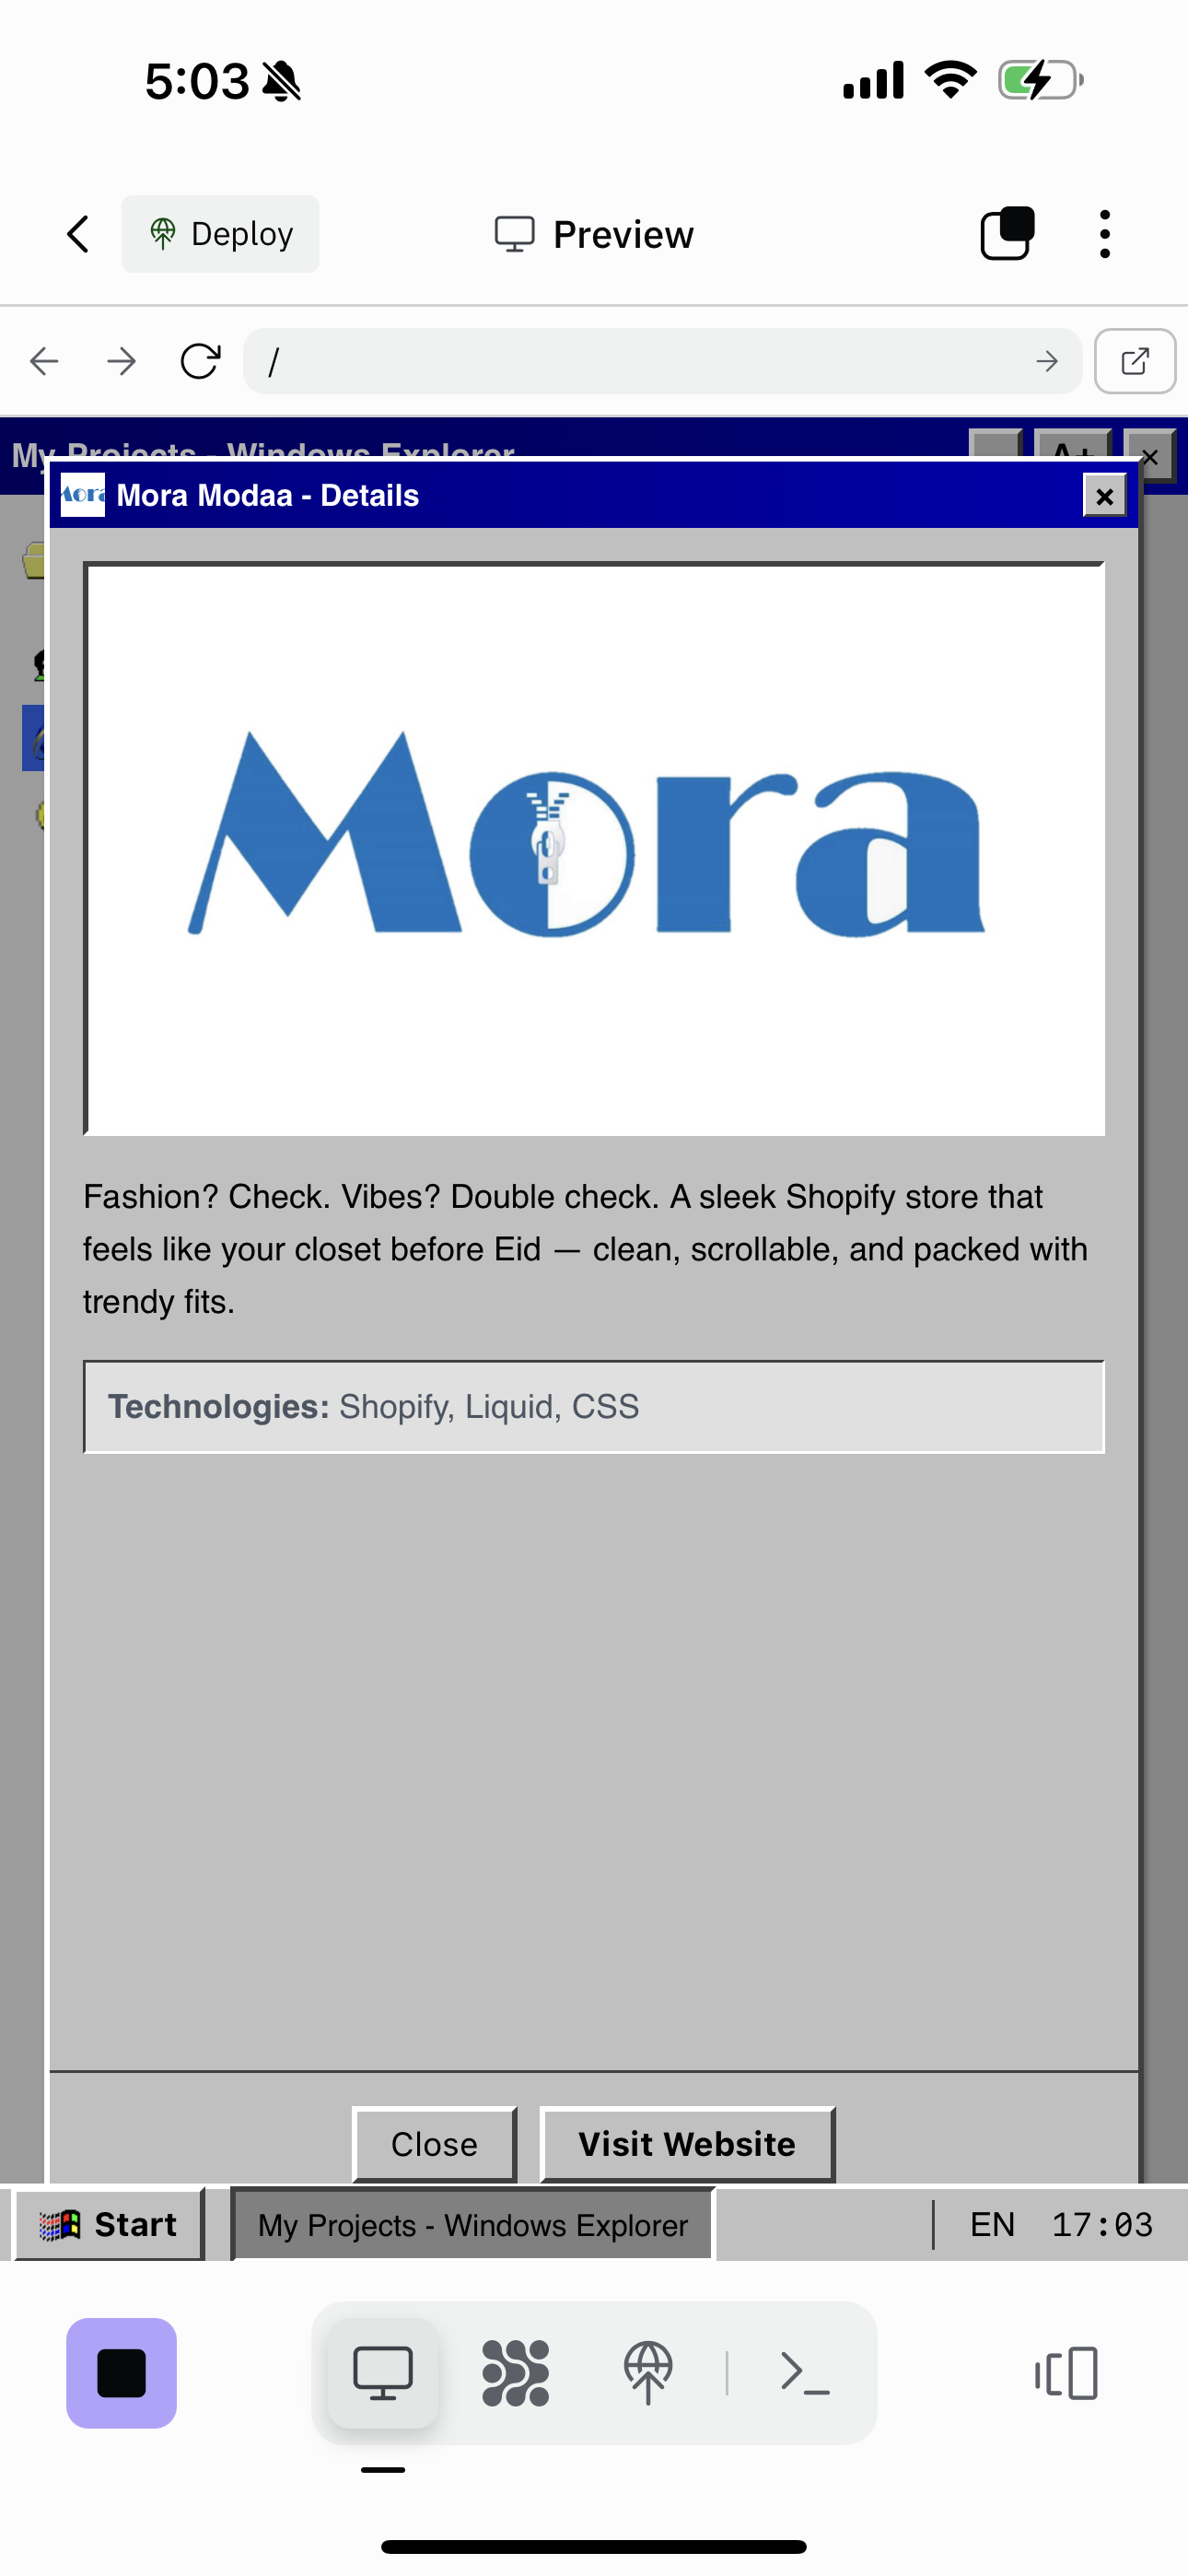 5:03
Deploy
Preview
/
My Projects - Windows Explorer
A+
×
Mora
Mora Modaa - Details
×
Mora
Fashion? Check. Vibes? Double check. A sleek Shopify store that
feels like your closet before Eid — clean, scrollable, and packed with
trendy fits.
Technologies: Shopify, Liquid, CSS
Close
Visit Website
Start
My Projects - Windows Explorer
EN
17:03